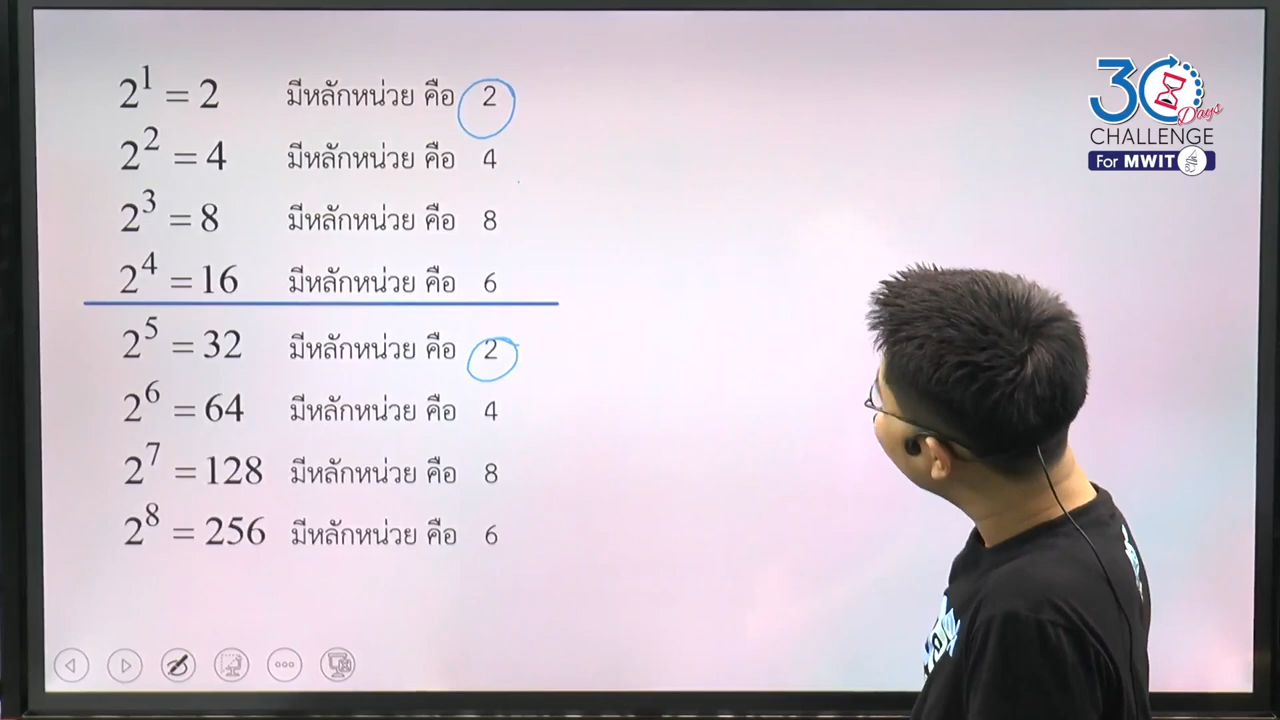 2^1 = 2 มีหลักหน่วย คือ 2
2^2 = 4 มีหลักหน่วย คือ 4
2^3 = 8 มีหลักหน่วย คือ 8
2^4 = 16 มีหลักหน่วย คือ 6
2^5 = 32 มีหลักหน่วย คือ 2
2^6 = 64 มีหลักหน่วย คือ 4
2^7 = 128 มีหลักหน่วย คือ 8
2^8 = 256 มีหลักหน่วย คือ 6
30 Days
CHALLENGE
For MWIT